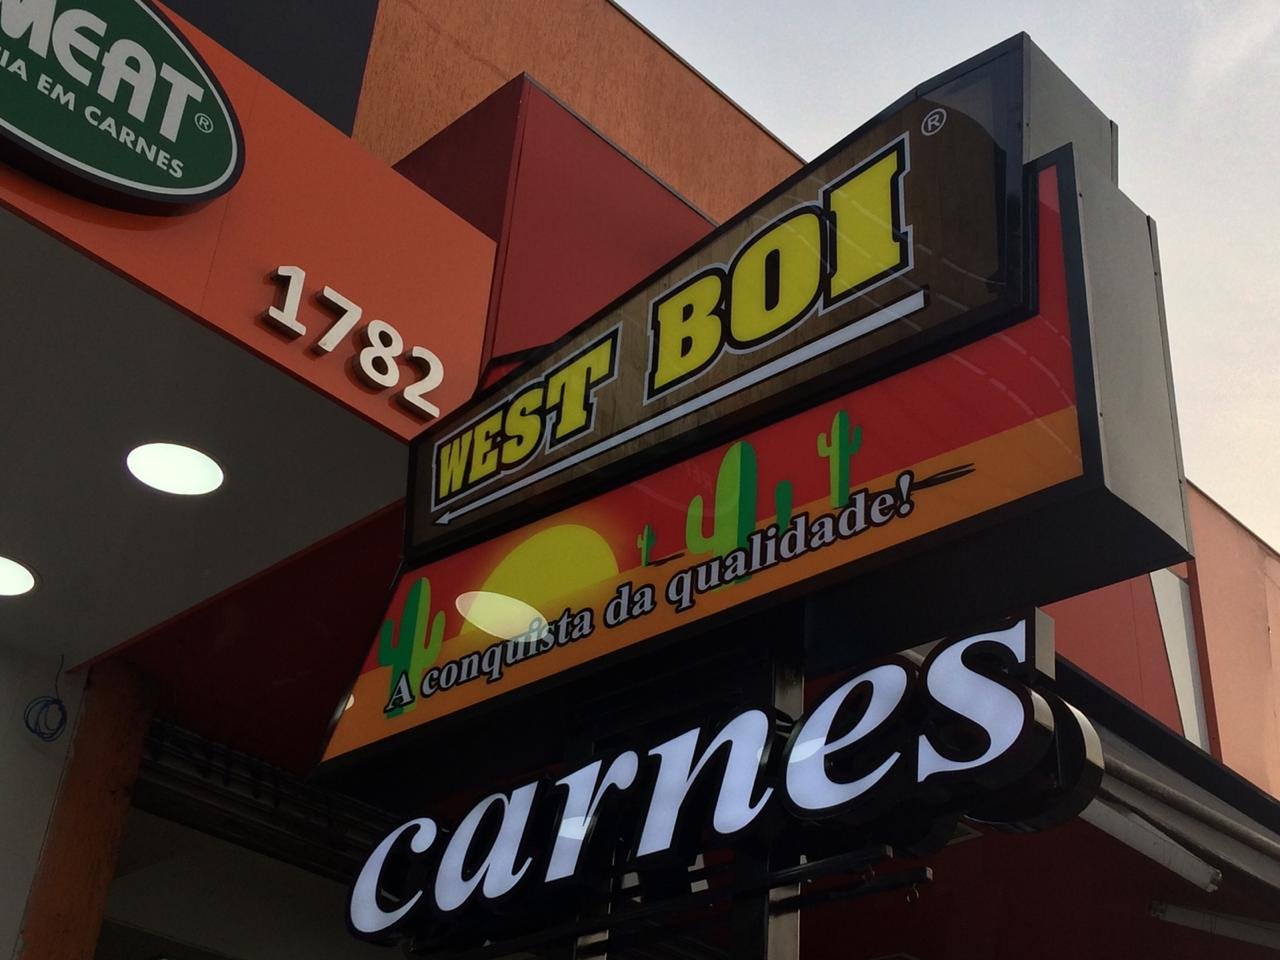 MEAT®
IA EM CARNES
1782
WEST BOI®
A conquista da qualidade!
carnes